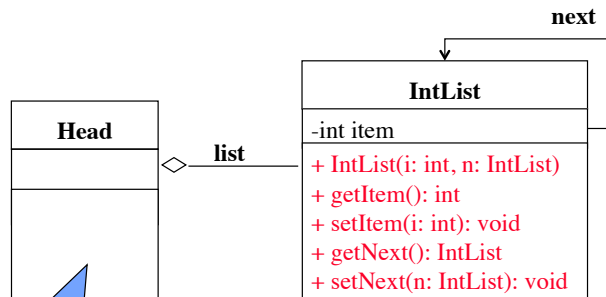 next
IntList
Head
-int item
list
+ IntList(i: int, n: IntList)
+ getItem(): int
+ setItem(i: int): void
+ getNext(): IntList
+ setNext(n: IntList): void